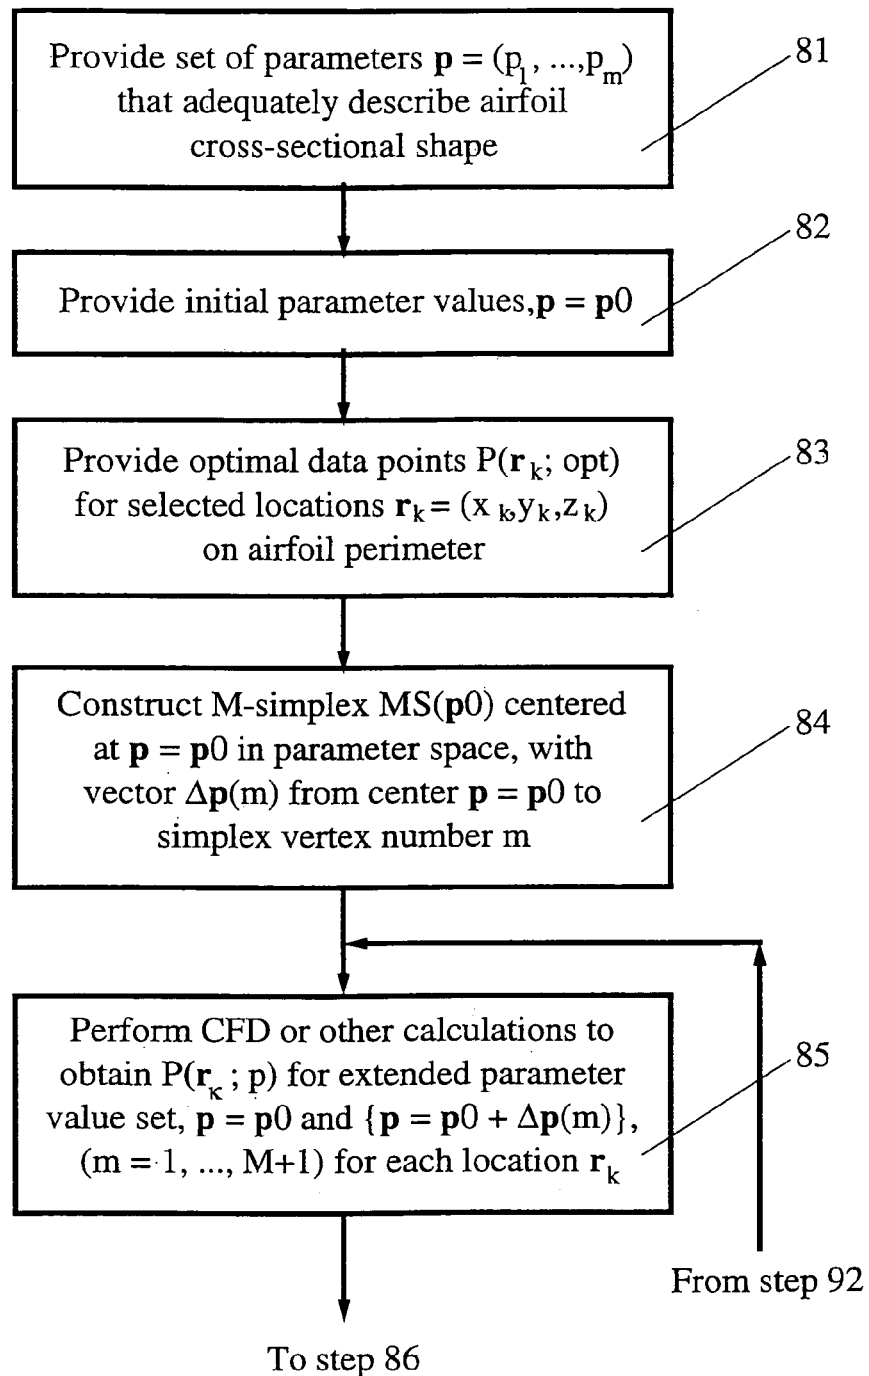 Provide set of parameters p = (p1, ...,pm)
that adequately describe airfoil
cross-sectional shape
81
Provide initial parameter values,p = p0
82
Provide optimal data points P(rk; opt)
for selected locations rk = (xk,yk,zk)
on airfoil perimeter
83
Construct M-simplex MS(p0) centered
at p = p0 in parameter space, with
vector Δp(m) from center p = p0 to
simplex vertex number m
84
Perform CFD or other calculations to
obtain P(rκ; p) for extended parameter
value set, p = p0 and {p = p0 + Δp(m)},
(m = 1, ..., M+1) for each location rk
85
From step 92
To step 86